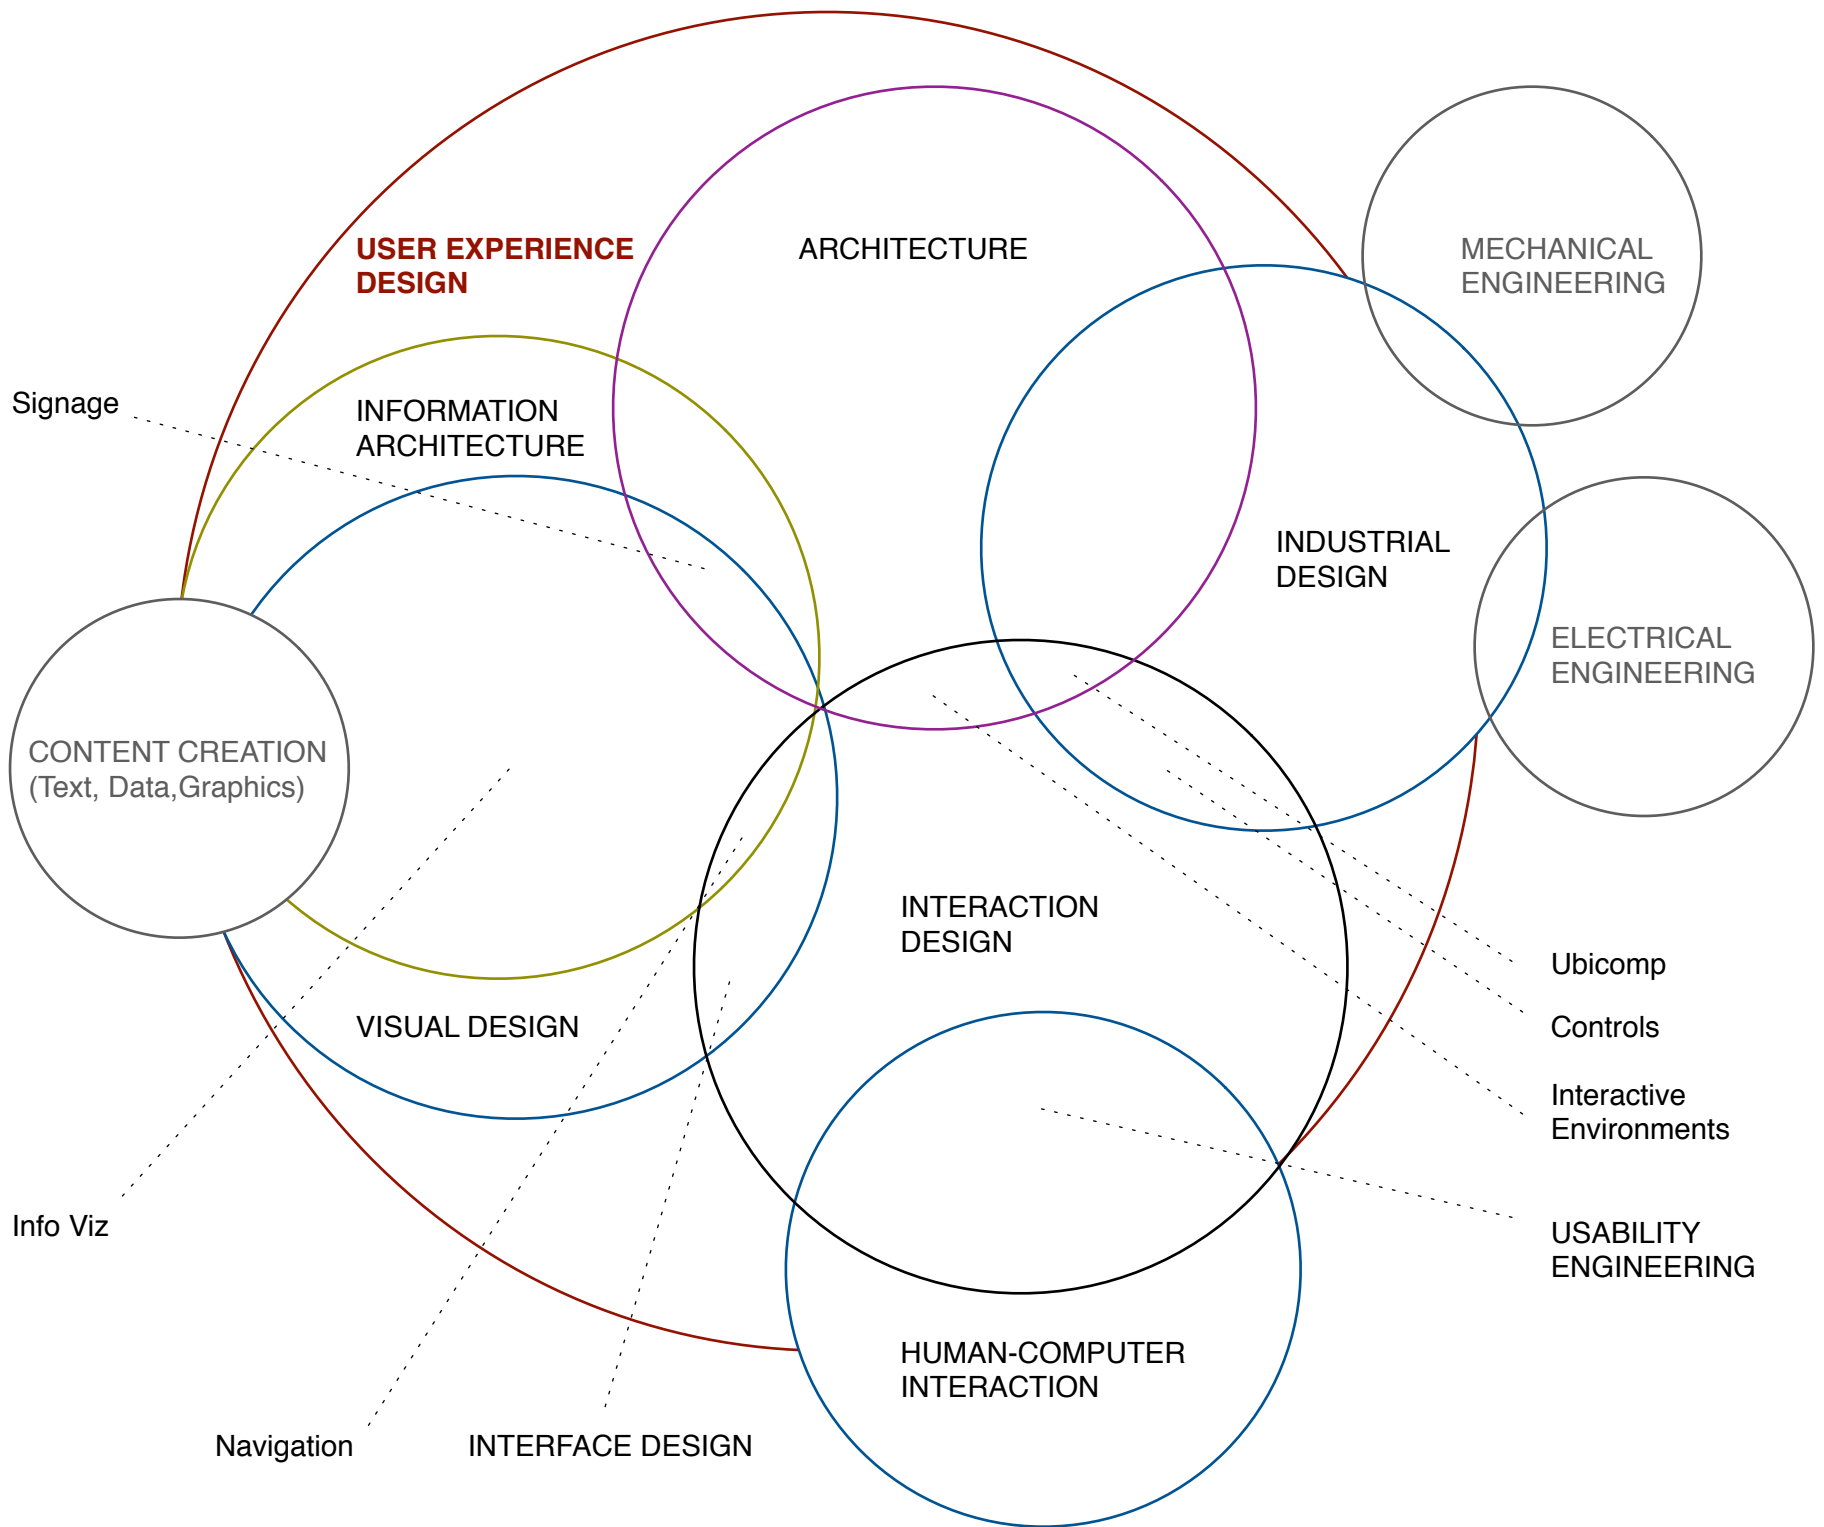 USER EXPERIENCE
DESIGN
ARCHITECTURE
MECHANICAL
ENGINEERING
Signage
INFORMATION
ARCHITECTURE
INDUSTRIAL
DESIGN
ELECTRICAL
ENGINEERING
CONTENT CREATION
(Text, Data,Graphics)
INTERACTION
DESIGN
VISUAL DESIGN
Ubicomp
Controls
Interactive
Environments
Info Viz
USABILITY
ENGINEERING
HUMAN-COMPUTER
INTERACTION
Navigation
INTERFACE DESIGN